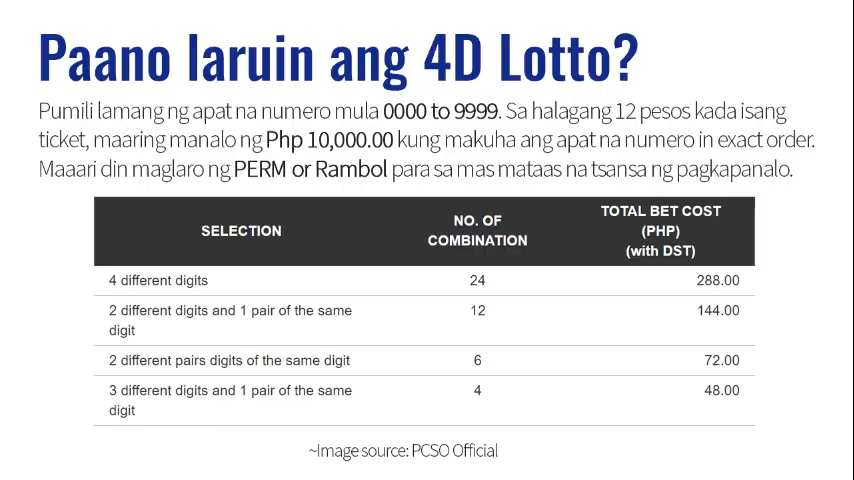 Paano laruin ang 4D Lotto?
Pumili lamang ng apat na numero mula 0000 to 9999. Sa halagang 12 pesos kada isang
ticket, maaring manalo ng Php 10,000.00 kung makuha ang apat na numero in exact order.
Maaari din maglaro ng PERM or Rambol para sa mas mataas na tsansa ng pagkapanalo.
SELECTION
NO. OF
COMBINATION
TOTAL BET COST
(PHP)
(with DST)
4 different digits 24 288.00
2 different digits and 1 pair of the same 12 144.00
digit
2 different pairs digits of the same digit 6 72.00
3 different digits and 1 pair of the same 4 48.00
digit
~Image source: PCSO Official